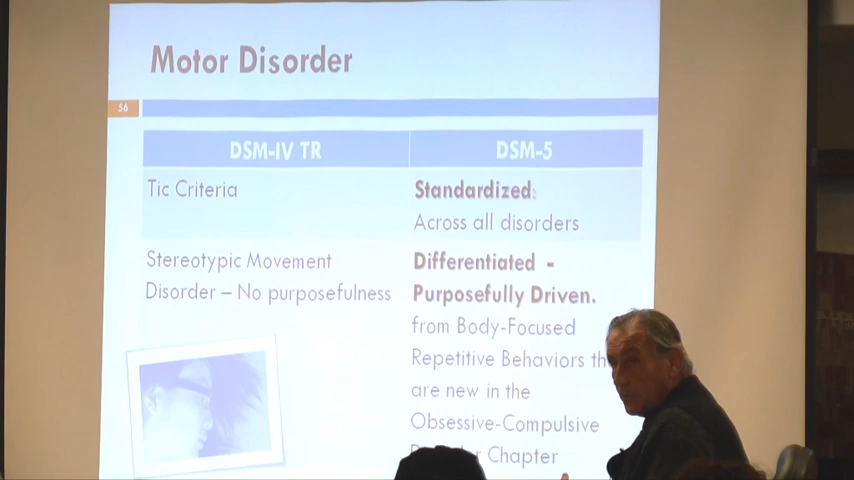 Motor Disorder
56
DSM-IV TR
DSM-5
Tic Criteria
Standardized:
Across all disorders
Stereotypic Movement
Disorder – No purposefulness
Differentiated -
Purposefully Driven.
from Body-Focused
Repetitive Behaviors th
are new in the
Obsessive-Compulsive
Chapter